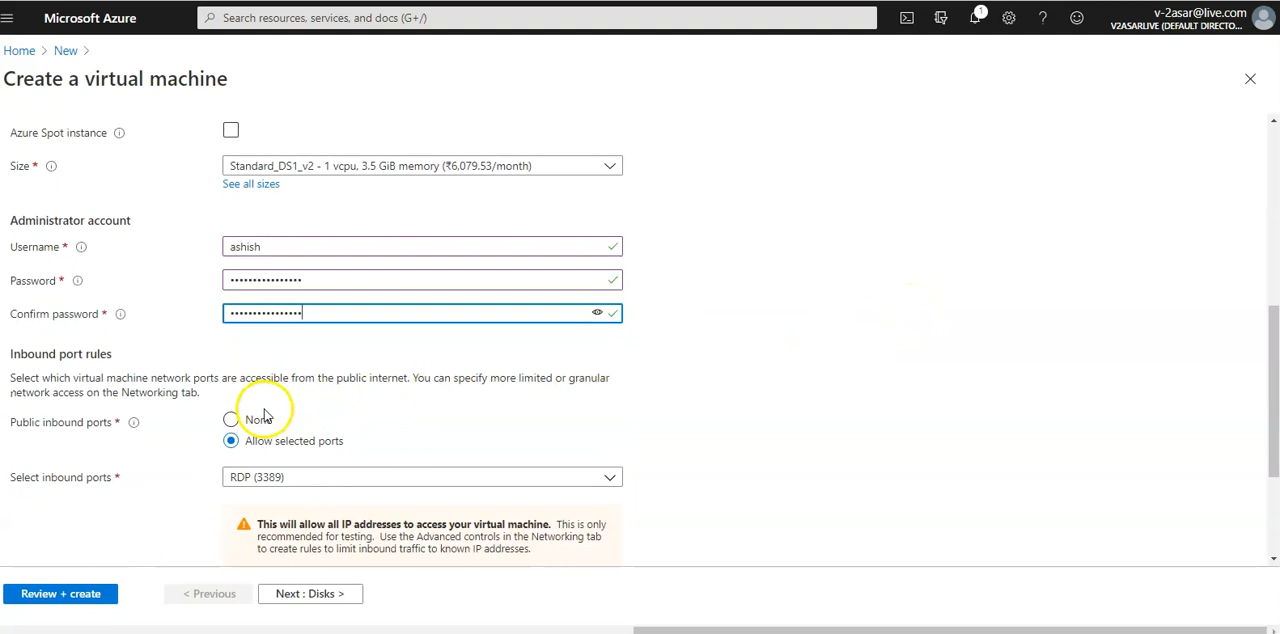 Microsoft Azure
Search resources, services, and docs (G+/)
1
?
v-2asar@live.com
V2ASARLIVE (DEFAULT DIRECTO...
Home > New >
Create a virtual machine
Azure Spot instance
Size *
Standard_DS1_v2 - 1 vcpu, 3.5 GiB memory (₹6,079.53/month)
See all sizes
Administrator account
Username *
ashish
Password *
••••••••••••••••
Confirm password *
••••••••••••••••
Inbound port rules
Select which virtual machine network ports are accessible from the public internet. You can specify more limited or granular
network access on the Networking tab.
Public inbound ports *
None
Allow selected ports
Select inbound ports *
RDP (3389)
This will allow all IP addresses to access your virtual machine. This is only
recommended for testing. Use the Advanced controls in the Networking tab
to create rules to limit inbound traffic to known IP addresses.
Review + create
< Previous
Next : Disks >